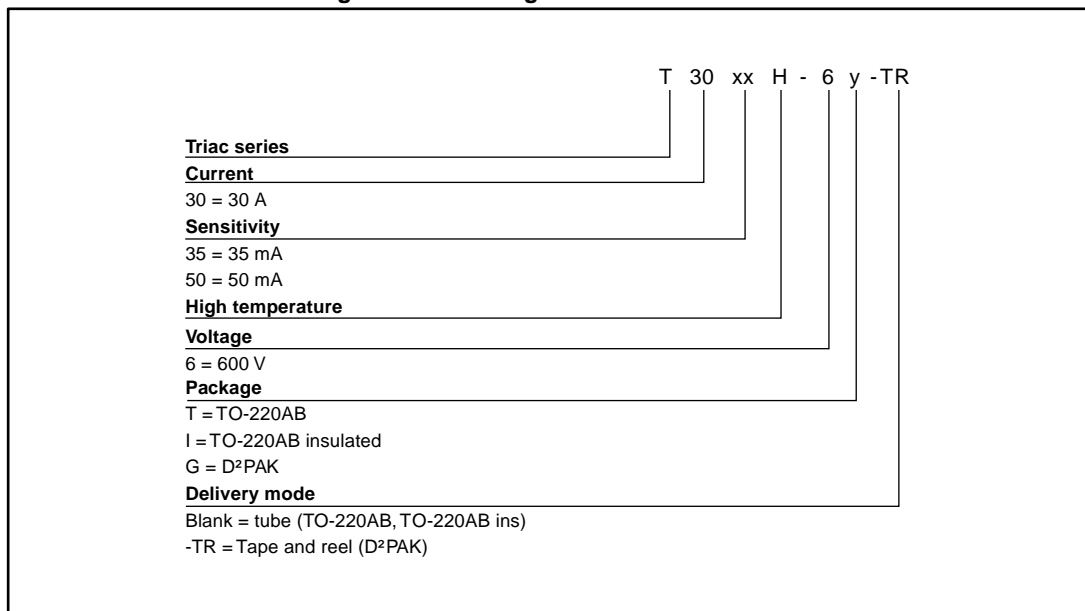 T 30 xx H - 6 y -TR
Triac series
Current
30 = 30 A
Sensitivity
35 = 35 mA
50 = 50 mA
High temperature
Voltage
6 = 600 V
Package
T = TO-220AB
I = TO-220AB insulated
G = D²PAK
Delivery mode
Blank = tube (TO-220AB, TO-220AB ins)
-TR = Tape and reel (D²PAK)